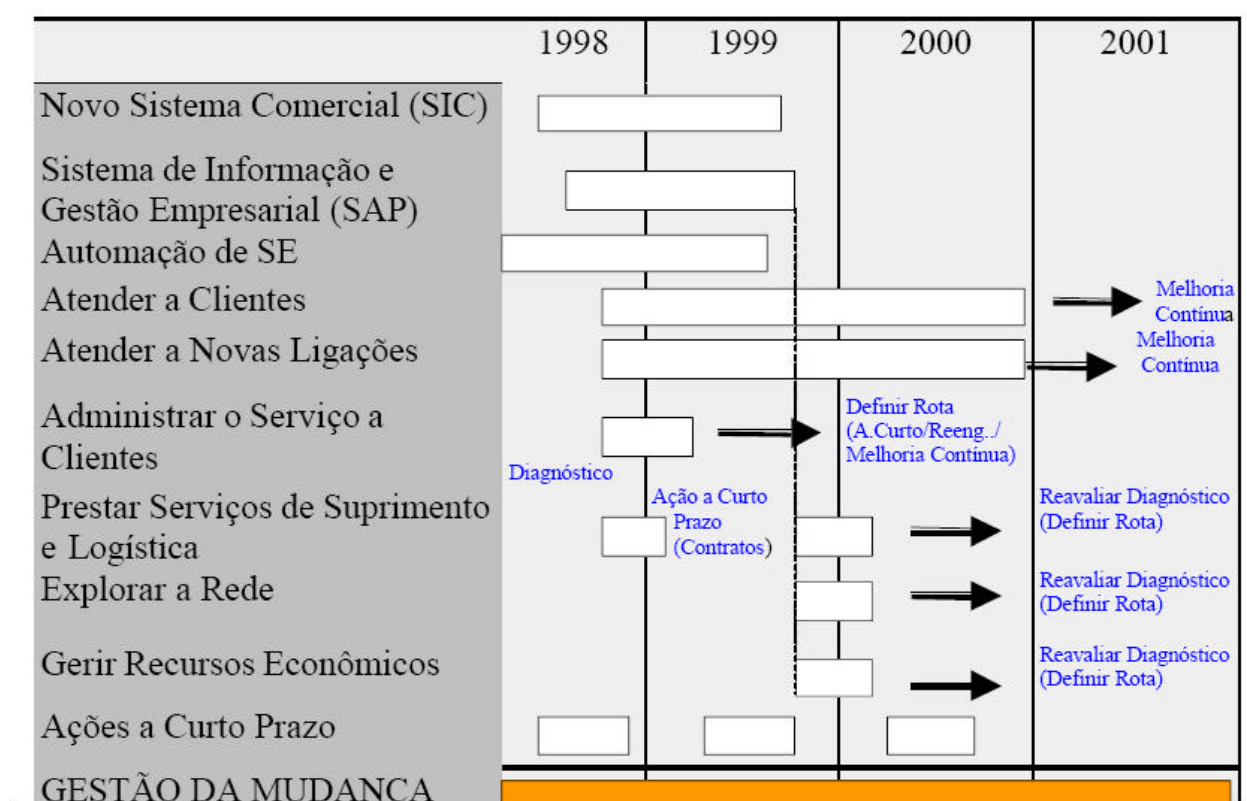 1998 1999 2000 2001
Novo Sistema Comercial (SIC)
Sistema de Informação e
Gestão Empresarial (SAP)
Automação de SE
Atender a Clientes
Melhoria
Contínua
Atender a Novas Ligações
Melhoria
Contínua
Administrar o Serviço a
Clientes
Diagnóstico
Definir Rota
(A.Curto/Reeng../
Melhoria Contínua)
Prestar Serviços de Suprimento
e Logística
Ação a Curto
Prazo
(Contratos)
Reavaliar Diagnóstico
(Definir Rota)
Explorar a Rede
Reavaliar Diagnóstico
(Definir Rota)
Gerir Recursos Econômicos
Reavaliar Diagnóstico
(Definir Rota)
Ações a Curto Prazo
GESTÃO DA MUDANÇA